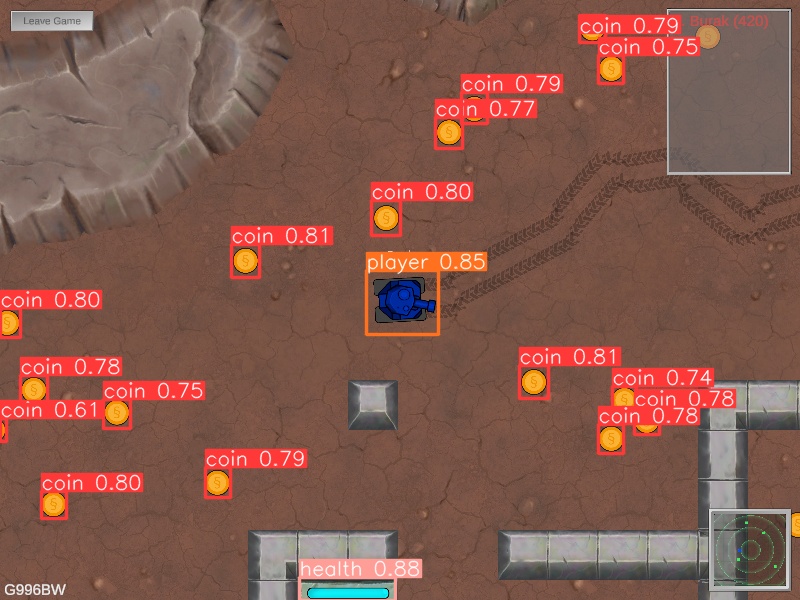 Leave Game
coin 0.79
Burak (420)
coin 0.75
coin 0.79
coin 0.77
coin 0.80
coin 0.81
player 0.85
coin 0.80
coin 0.81
coin 0.78
coin 0.74
coin 0.75
coin 0.78
coin 0.61
coin 0.78
coin 0.79
coin 0.80
health 0.88
G996BW